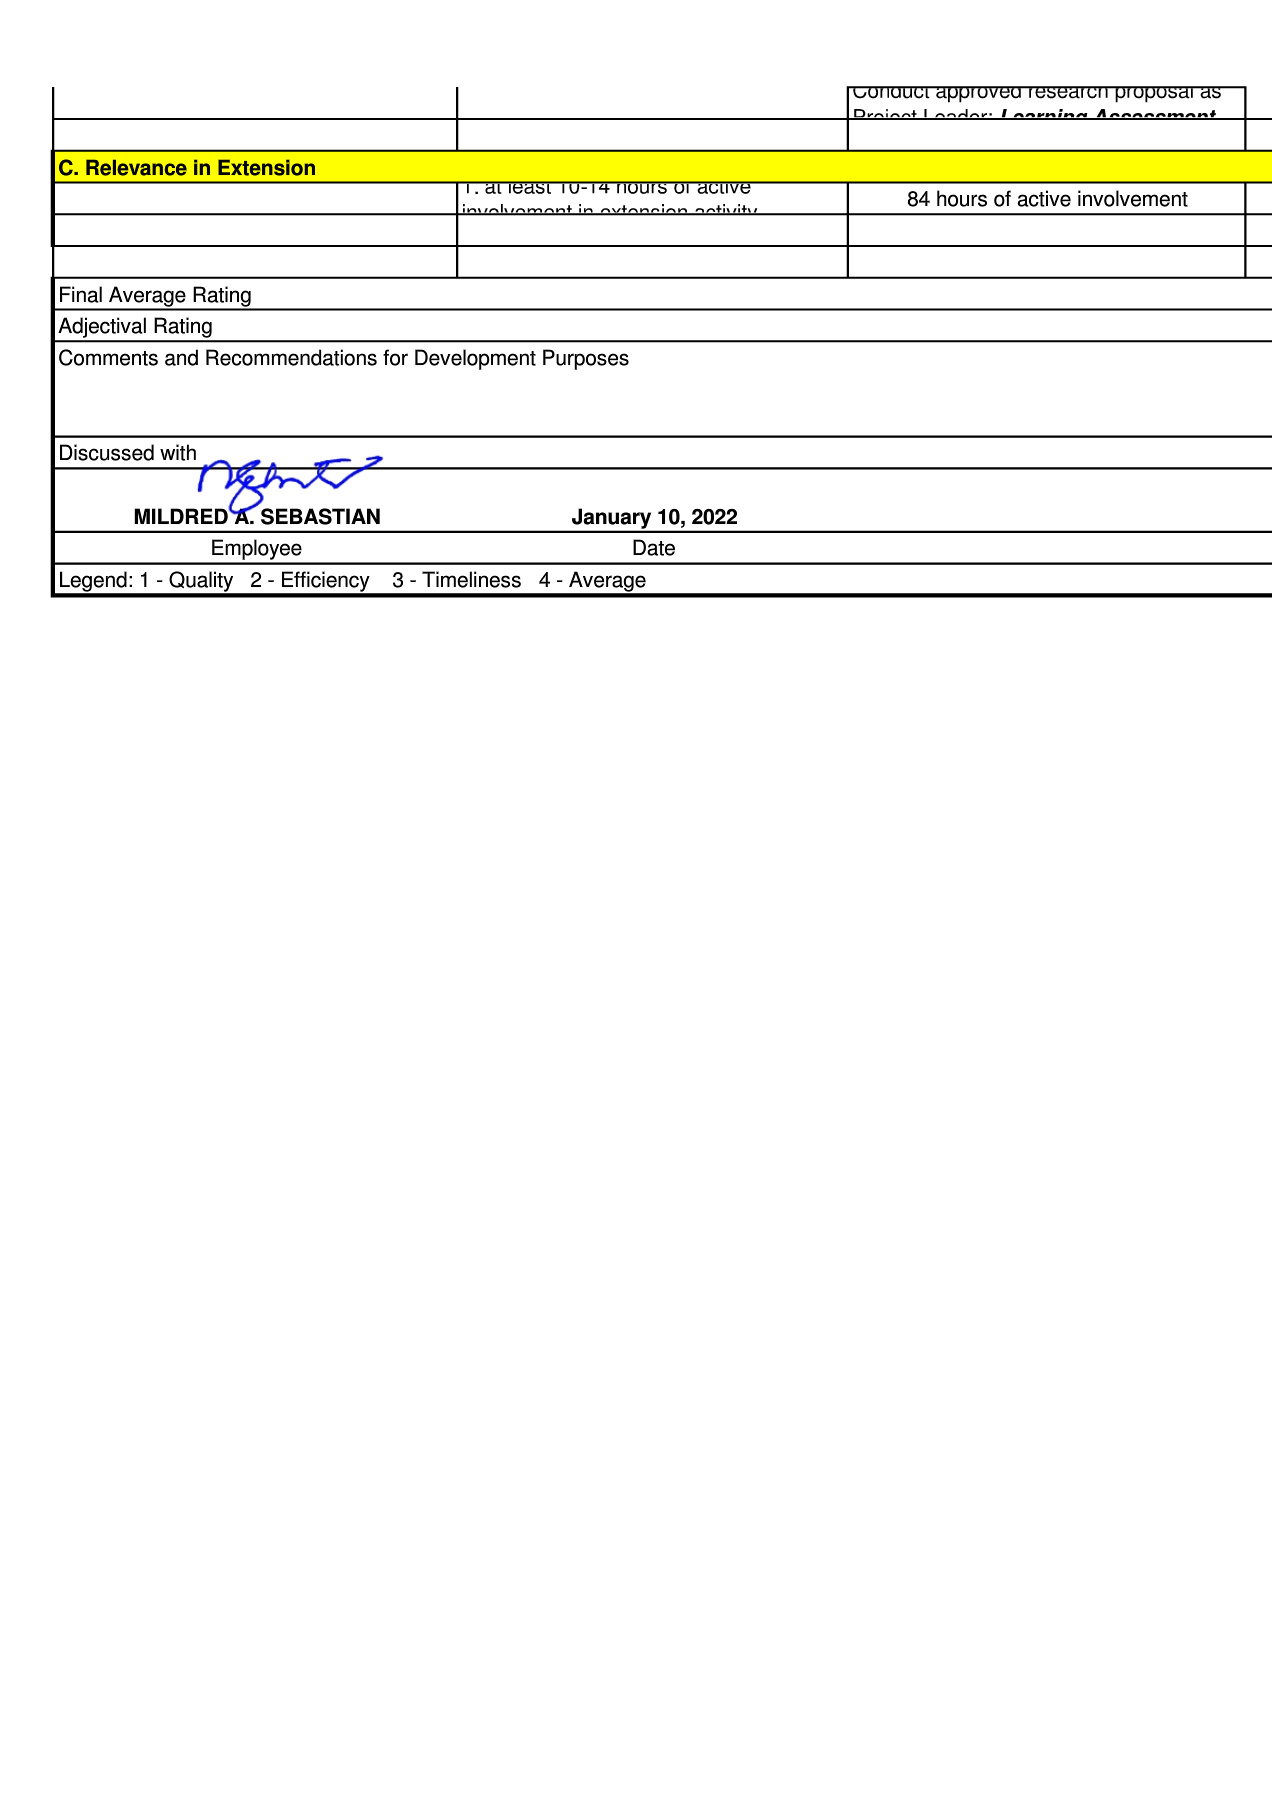 Conduct approved research proposal as
Project Leader: Learning Assessment
C. Relevance in Extension
1. at least 10-14 hours of active
involvement in extension activity
84 hours of active involvement
Final Average Rating
Adjectival Rating
Comments and Recommendations for Development Purposes
Discussed with
MILDRED A. SEBASTIAN January 10, 2022
Employee Date
Legend: 1 - Quality 2 - Efficiency 3 - Timeliness 4 - Average